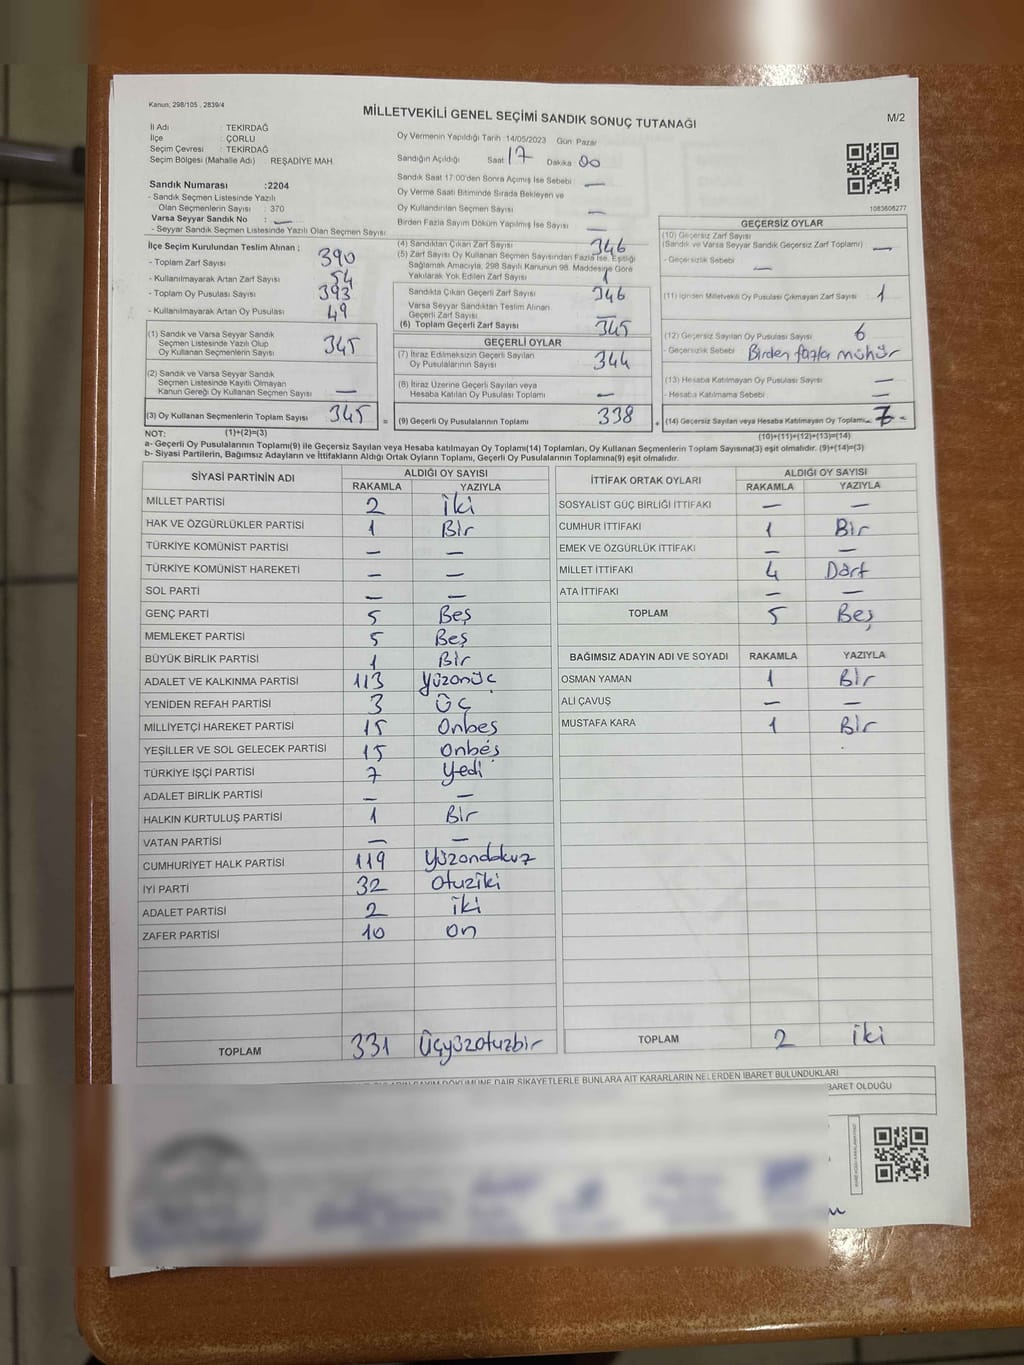 Kanun; 298/105 , 2839/4
MİLLETVEKİLİ GENEL SEÇİMİ SANDIK SONUÇ TUTANAĞI
M/2
İl Adı : TEKİRDAĞ
İlçe : ÇORLU
Seçim Çevresi : TEKİRDAĞ
Seçim Bölgesi (Mahalle Adı) REŞADİYE MAH
Sandık Numarası :2204
- Sandık Seçmen Listesinde Yazılı
Olan Seçmenlerin Sayısı : 370
Varsa Seyyar Sandık No : —
- Seyyar Sandık Seçmen Listesinde Yazılı Olan Seçmen Sayısı
Oy Vermenin Yapıldığı Tarih :14/05/2023 Gün Pazar
Sandığın Açıldığı Saat 17 Dakika 00
Sandık Saat 17:00'den Sonra Açımış İse Sebebi —
Oy Verme Saati Bitiminde Sırada Bekleyen ve
Oy Kullandırılan Seçmen Sayısı —
Birden Fazla Sayım Döküm Yapılmış İse Sayısı —
1083606277
İlçe Seçim Kurulundan Teslim Alınan ;
- Toplam Zarf Sayısı 390
- Kullanılmayarak Artan Zarf Sayısı 54
- Toplam Oy Pusulası Sayısı 393
- Kullanılmayarak Oy Pusulası Sayısı 49
(1) Sandık ve Varsa Seyyar Sandık
Seçmen Listesinde Yazılı Olup
Oy Kullanan Seçmenlerin Sayısı 345
(2) Sandık ve Varsa Seyyar Sandık
Seçmen Listesinde Kayıtlı Olmayan
Kanun Gereği Oy Kullanan Seçmen Sayısı —
(3) Oy Kullanan Seçmenlerin Toplam Sayısı 345 =
(4) Sandıktan Çıkan Zarf Sayısı 346
(5) Zarf Sayısı Oy Kullanan Seçmen Sayısından Fazla İse, Eşitliği
Sağlamak Amacıyla, 298 Sayılı Kanunun 98. Maddesine Göre
Yakılarak Yok Edilen Zarf Sayısı 1
Sandıkta Çıkan Geçerli Zarf Sayısı 346
Varsa Seyyar Sandıktan Teslim Alınan
Geçerli Zarf Sayısı —
(6) Toplam Geçerli Zarf Sayısı 345
GEÇERLİ OYLAR
(7) İtiraz Edilmeksizin Geçerli Sayılan
Oy Pusulalarının Sayısı 344
(8) İtiraz Üzerine Geçerli Sayılan veya
Hesaba Katılan Oy Pusulası Toplamı —
(9) Geçerli Oy Pusulalarının Toplamı 338 +
GEÇERSİZ OYLAR
(10) Geçersiz Zarf Sayısı
(Sandık ve Varsa Seyyar Sandık Geçersiz Zarf Toplamı) —
- Geçersizlik Sebebi —
(11) İçinden Milletvekili Oy Pusulası Çıkmayan Zarf Sayısı 1
(12) Geçersiz Sayılan Oy Pusulası Sayısı 6
- Geçersizlik Sebebi Birden fazla mühür
(13) Hesaba Katılmayan Oy Pusulası Sayısı —
- Hesaba Katılmama Sebebi —
(14) Geçersiz Sayılan veya Hesaba Katılmayan Oy Toplamı 7
NOT: (1)+(2)=(3)
(10)+(11)+(12)+(13)=(14)
a- Geçerli Oy Pusulalarının Toplamı(9) ile Geçersiz Sayılan veya Hesaba katılmayan Oy Toplamı(14) Toplamları, Oy Kullanan Seçmenlerin Toplam Sayısına(3) eşit olmalıdır. (9)+(14)=(3)
b- Siyasi Partilerin, Bağımsız Adayların ve İttifakların Aldığı Ortak Oyların Toplamı, Geçerli Oy Pusulalarının Toplamına(9) eşit olmalıdır.
SİYASİ PARTİNİN ADI ALDIĞI OY SAYISI
RAKAMLA YAZIYLA
MİLLET PARTİSİ 2 İki
HAK VE ÖZGÜRLÜKLER PARTİSİ 1 Bir
TÜRKİYE KOMÜNİST PARTİSİ — —
TÜRKİYE KOMÜNİST HAREKETİ — —
SOL PARTİ — —
GENÇ PARTİ 5 Beş
MEMLEKET PARTİSİ 5 Beş
BÜYÜK BİRLİK PARTİSİ 1 Bir
ADALET VE KALKINMA PARTİSİ 113 yüzonüç
YENİDEN REFAH PARTİSİ 3 Üç
MİLLİYETÇİ HAREKET PARTİSİ 15 Onbeş
YEŞİLLER VE SOL GELECEK PARTİSİ 15 onbeş
TÜRKİYE İŞÇİ PARTİSİ 7 yedi
ADALET BİRLİK PARTİSİ — —
HALKIN KURTULUŞ PARTİSİ 1 Bir
VATAN PARTİSİ — —
CUMHURİYET HALK PARTİSİ 119 yüzondokuz
İYİ PARTİ 32 otuziki
ADALET PARTİSİ 2 iki
ZAFER PARTİSİ 10 on
TOPLAM 331 Üçyüzotuzbir
İTTİFAK ORTAK OYLARI ALDIĞI OY SAYISI
RAKAMLA YAZIYLA
SOSYALİST GÜÇ BİRLİĞİ İTTİFAKI — —
CUMHUR İTTİFAKI 1 Bir
EMEK VE ÖZGÜRLÜK İTTİFAKI — —
MİLLET İTTİFAKI 4 Dört
ATA İTTİFAKI — —
TOPLAM 5 Beş
BAĞIMSIZ ADAYIN ADI VE SOYADI RAKAMLA YAZIYLA
OSMAN YAMAN 1 Bir
ALİ ÇAVUŞ — —
MUSTAFA KARA 1 Bir
TOPLAM 2 iki
SAYIM DÖKÜMÜNE DAİR ŞİKAYETLERLE BUNLARA AİT KARARLARIN NELERDEN İBARET BULUNDUKLARI
İBARET OLDUĞU